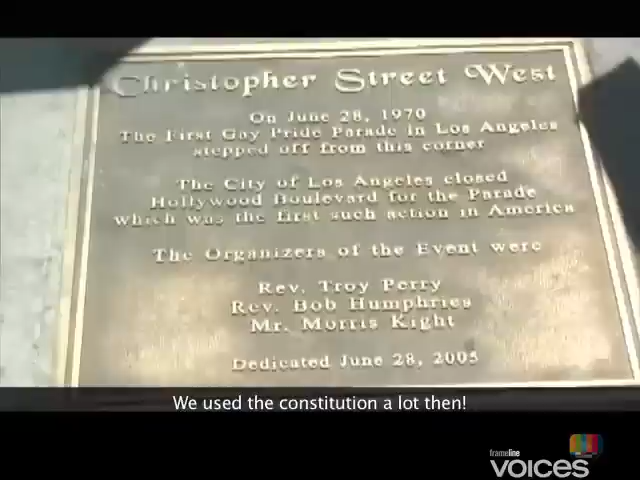 Christopher Street West
On June 28, 1970
The First Gay Pride Parade in Los Angeles
stepped off from this corner
The City of Los Angeles closed
Hollywood Boulevard for the Parade
which was the first such action in America
The Organizers of the Event were
Rev. Troy Perry
Rev. Bob Humphries
Mr. Morris Kight
Dedicated June 28, 2005
We used the constitution a lot then!
frameline
VOICES